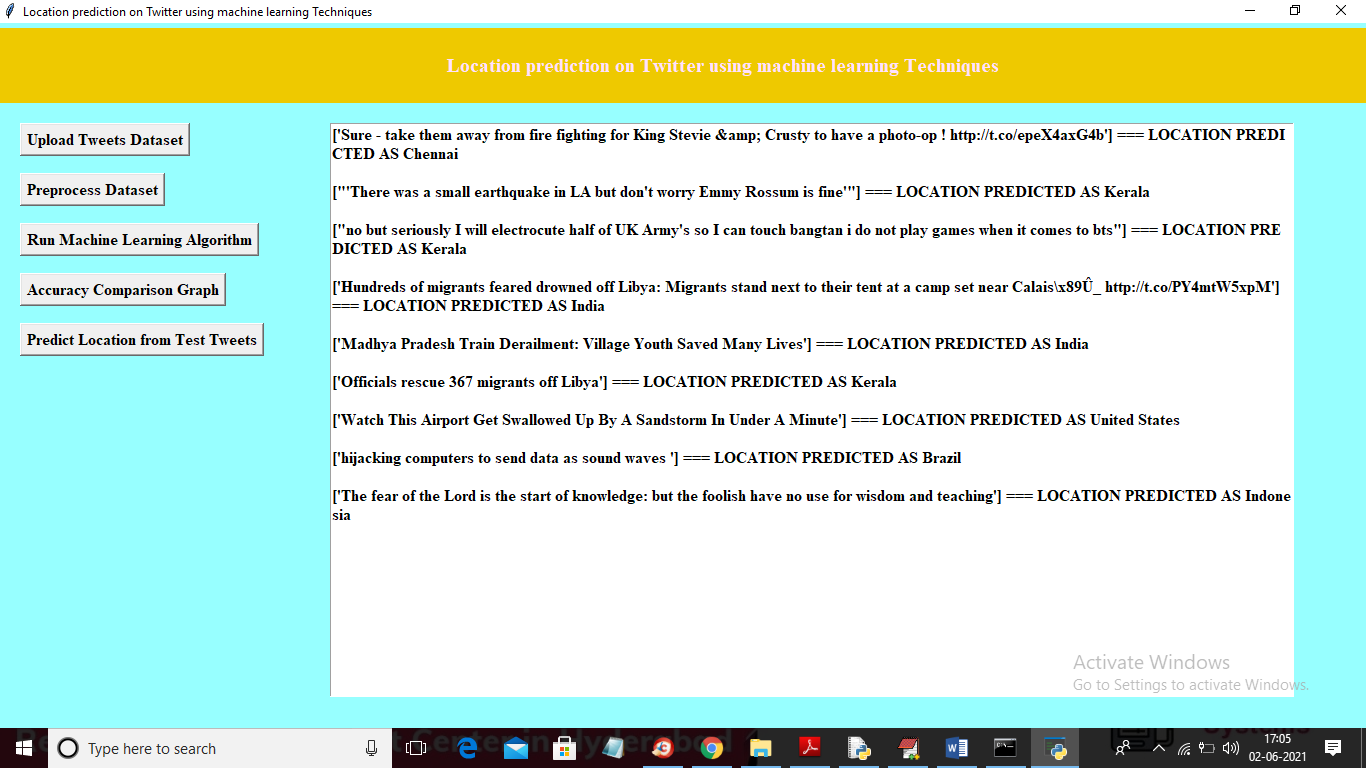 Location prediction on Twitter using machine learning Techniques
Location prediction on Twitter using machine learning Techniques
Upload Tweets Dataset
Preprocess Dataset
Run Machine Learning Algorithm
Accuracy Comparison Graph
Predict Location from Test Tweets
['Sure - take them away from fire fighting for King Stevie &amp; Crusty to have a photo-op ! http://t.co/epeX4axG4b'] === LOCATION PREDI
CTED AS Chennai
["'There was a small earthquake in LA but don't worry Emmy Rossum is fine'"] === LOCATION PREDICTED AS Kerala
["no but seriously I will electrocute half of UK Army's so I can touch bangtan i do not play games when it comes to bts"] === LOCATION PRE
DICTED AS Kerala
['Hundreds of migrants feared drowned off Libya: Migrants stand next to their tent at a camp set near Calais\x89Û_ http://t.co/PY4mtW5xpM']
=== LOCATION PREDICTED AS India
['Madhya Pradesh Train Derailment: Village Youth Saved Many Lives'] === LOCATION PREDICTED AS India
['Officials rescue 367 migrants off Libya'] === LOCATION PREDICTED AS Kerala
['Watch This Airport Get Swallowed Up By A Sandstorm In Under A Minute'] === LOCATION PREDICTED AS United States
['hijacking computers to send data as sound waves '] === LOCATION PREDICTED AS Brazil
['The fear of the Lord is the start of knowledge: but the foolish have no use for wisdom and teaching'] === LOCATION PREDICTED AS Indone
sia
Activate Windows
Go to Settings to activate Windows.
Type here to search
17:05
02-06-2021